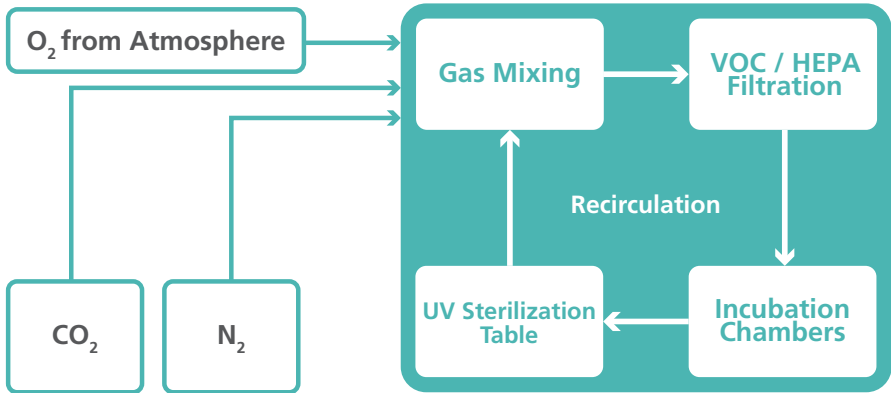 O₂ from Atmosphere
Gas Mixing
VOC / HEPA
Filtration
Recirculation
CO₂
N₂
UV Sterilization
Table
Incubation
Chambers